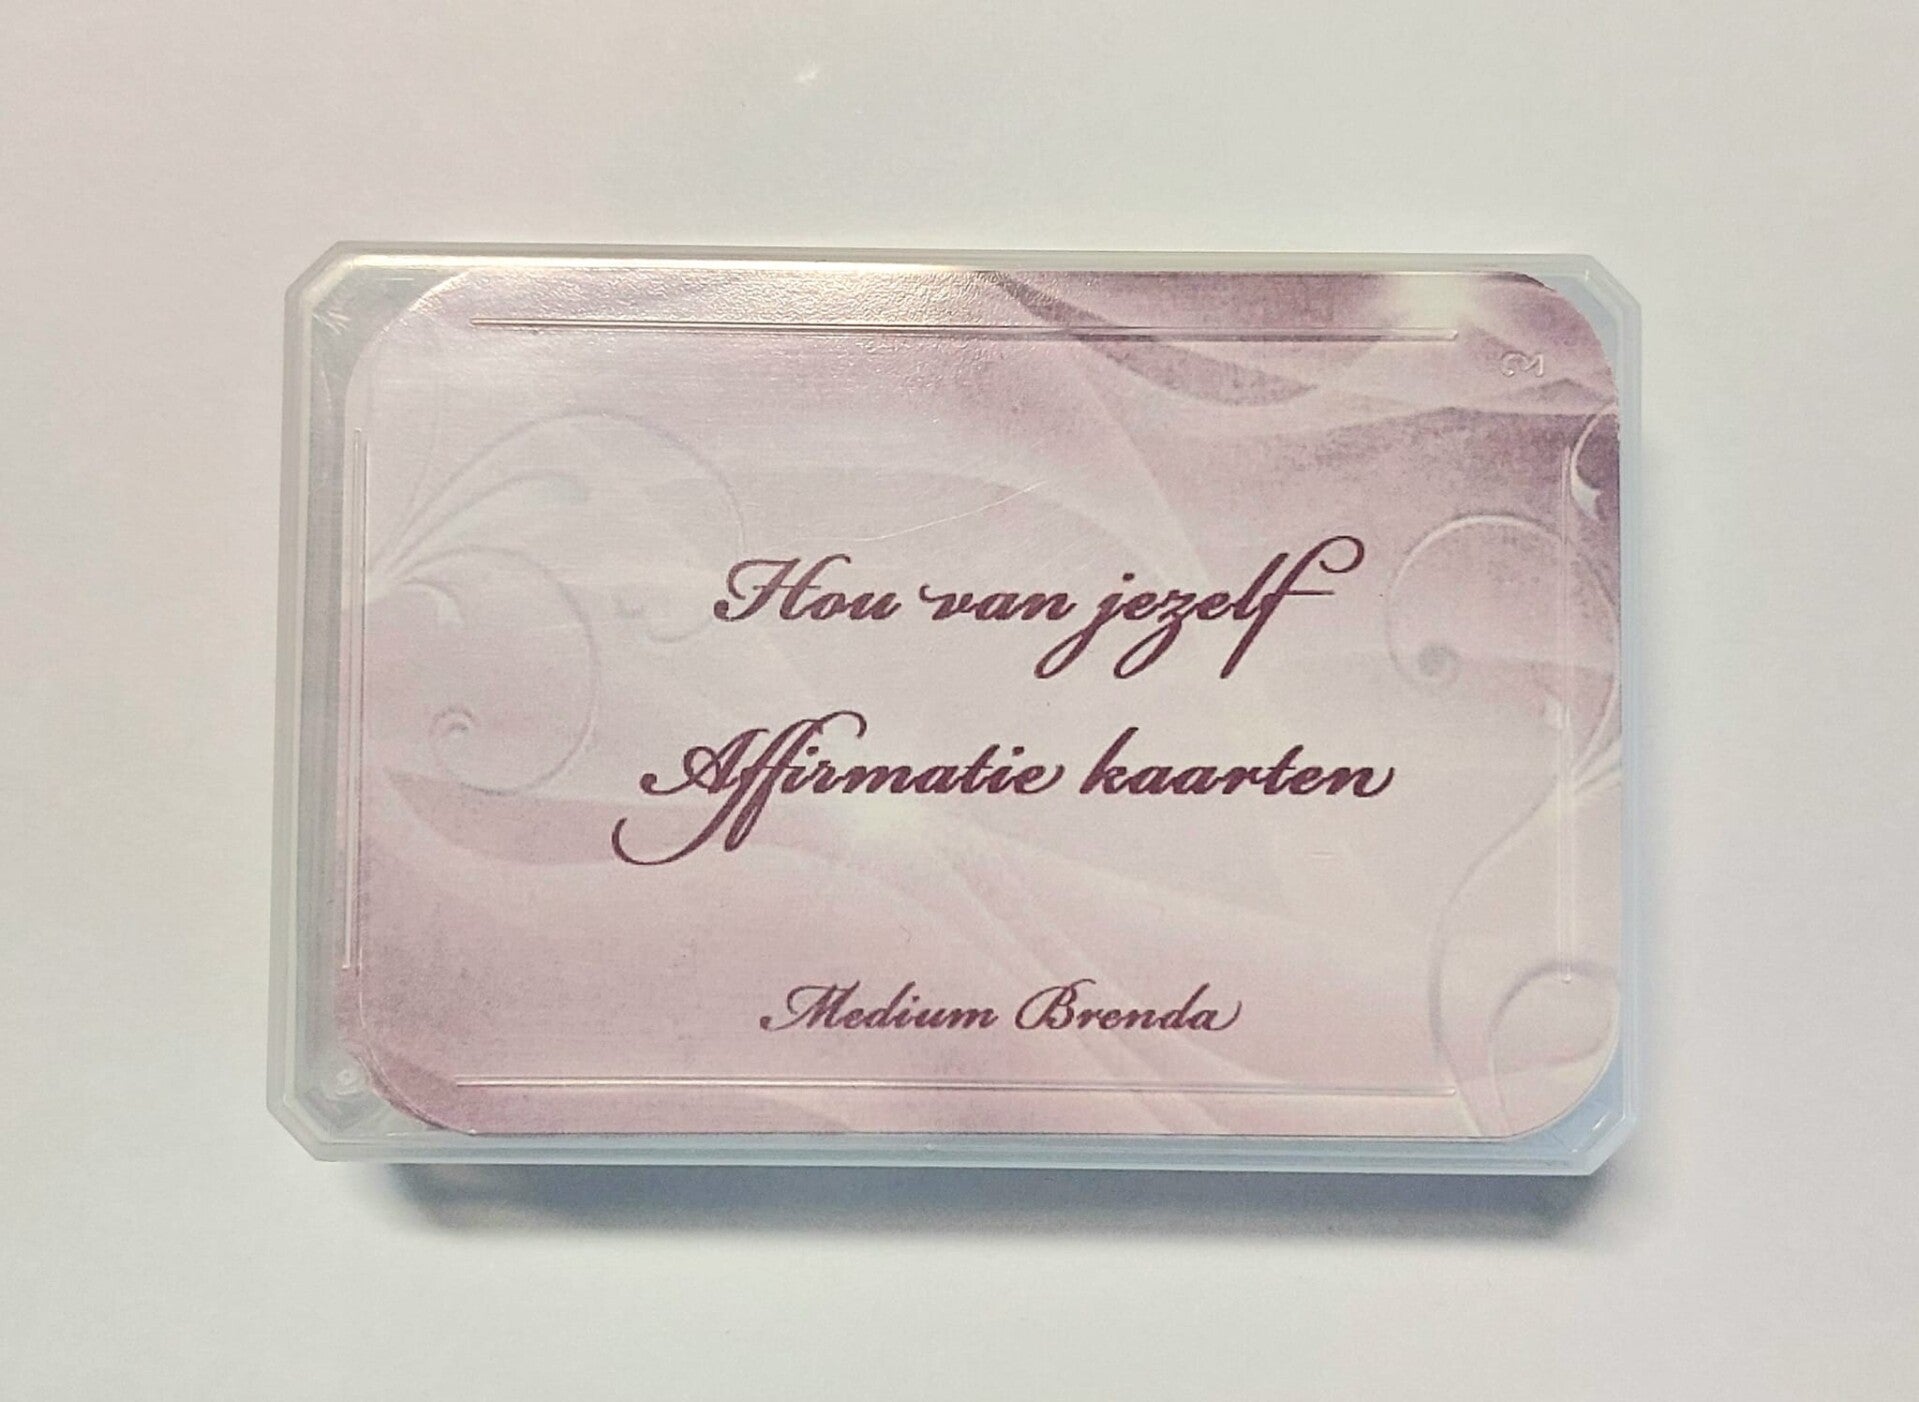 Hou van jezelf
Affirmatie kaarten
Medium Brenda